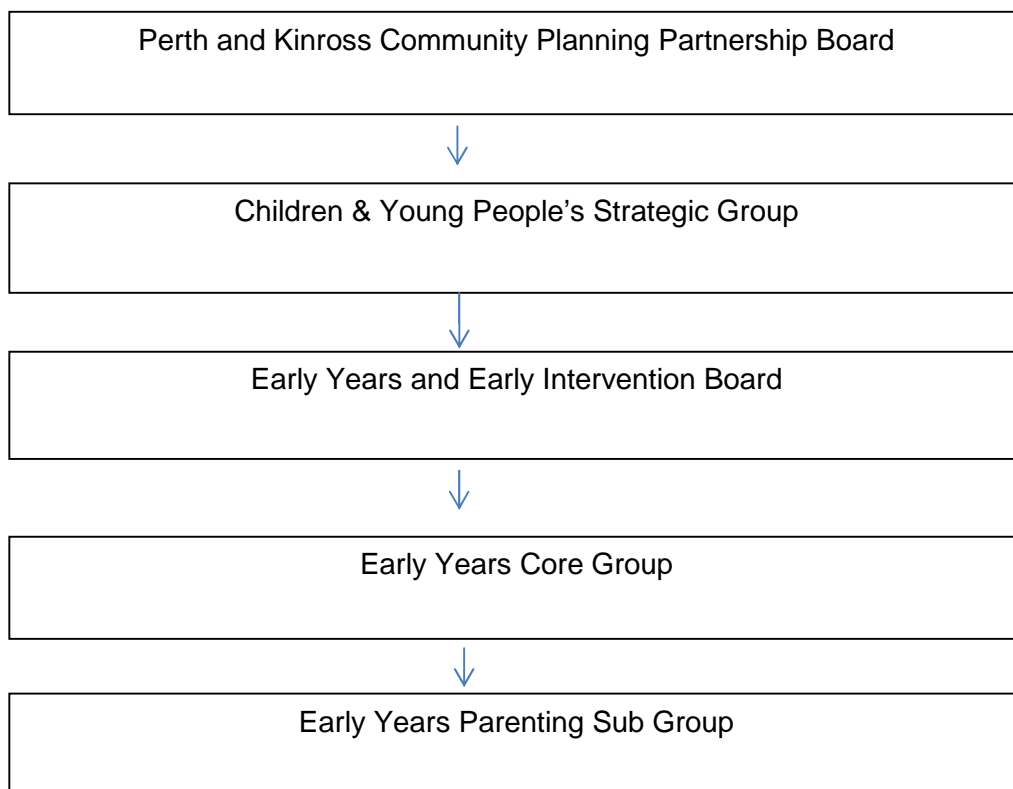 Perth and Kinross Community Planning Partnership Board
Children & Young People’s Strategic Group
Early Years and Early Intervention Board
Early Years Core Group
Early Years Parenting Sub Group